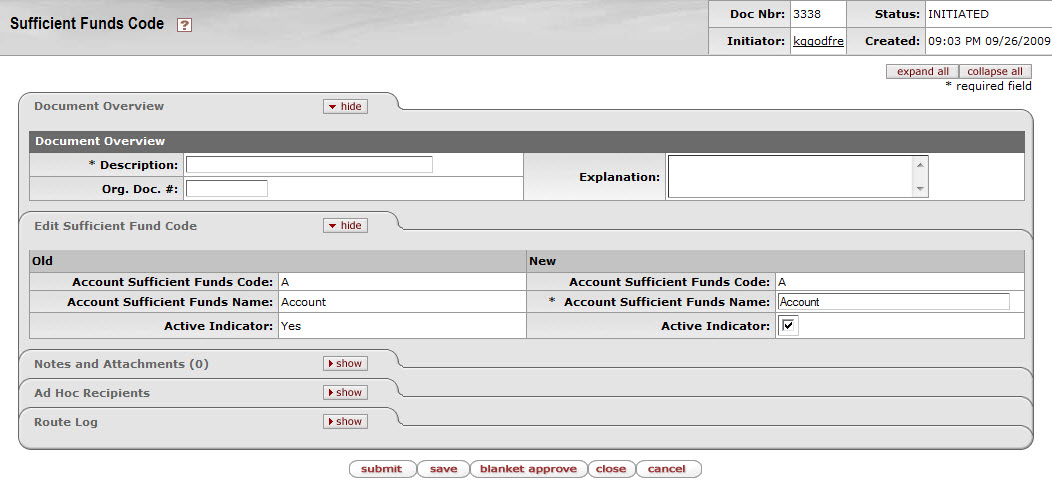 Sufficient Funds Code ?
Doc Nbr: 3338 Status: INITIATED
Initiator: kggodfre Created: 09:03 PM 09/26/2009
expand all collapse all
* required field
Document Overview hide
Document Overview
* Description:
Explanation:
Org. Doc. #:
Edit Sufficient Fund Code hide
Old New
Account Sufficient Funds Code: A Account Sufficient Funds Code: A
Account Sufficient Funds Name: Account * Account Sufficient Funds Name: Account
Active Indicator: Yes Active Indicator:
Notes and Attachments (0) show
Ad Hoc Recipients show
Route Log show
submit save blanket approve close cancel